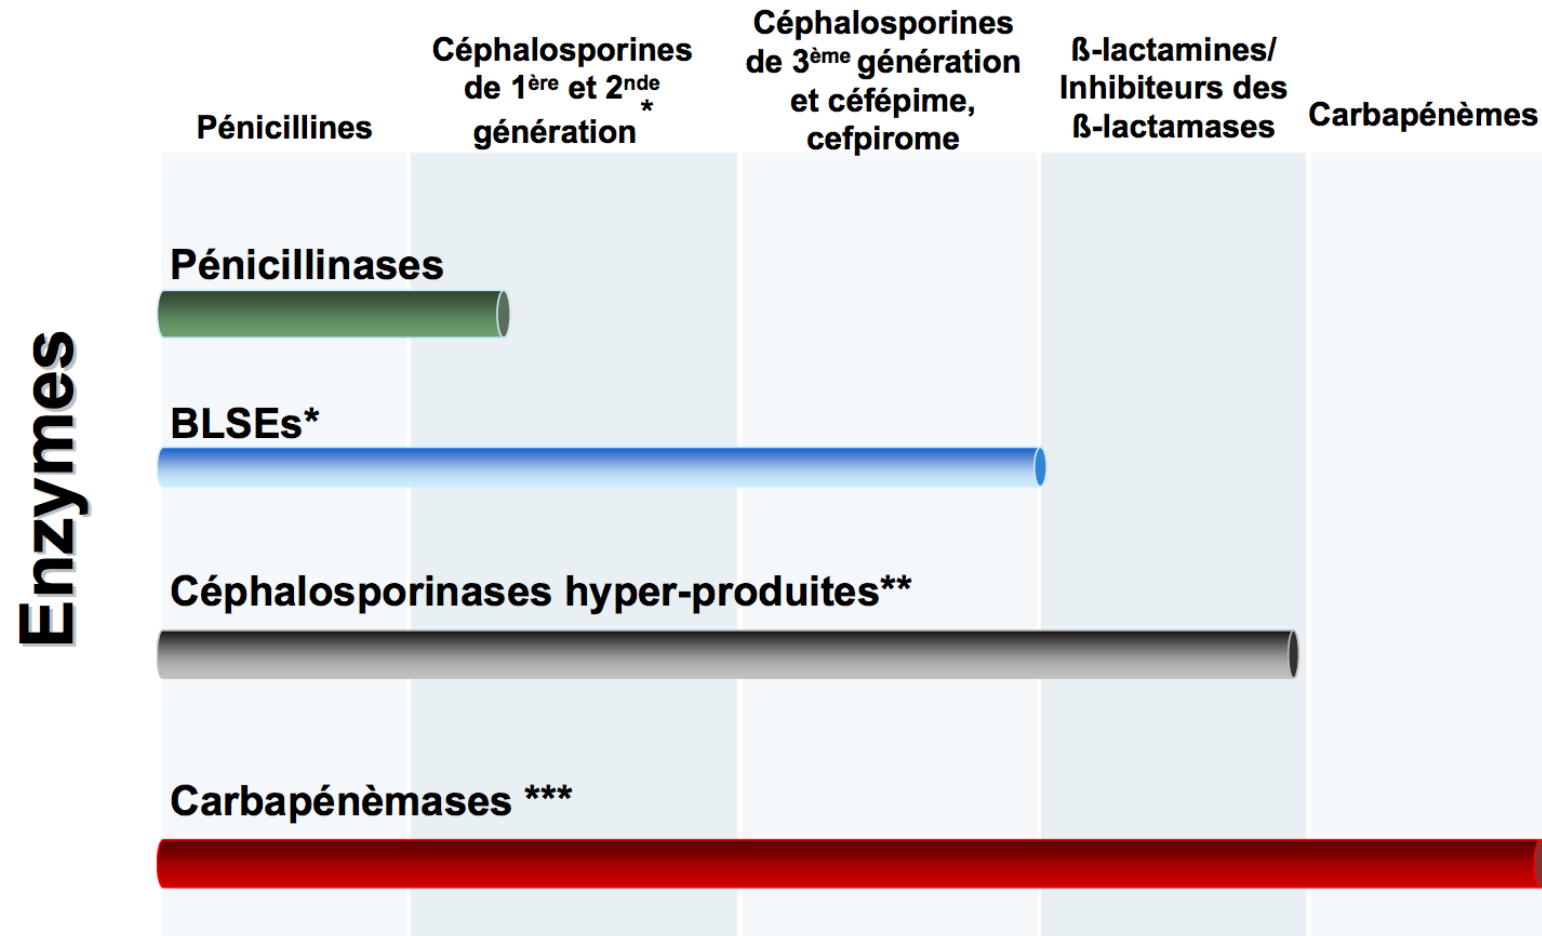 Pénicillines
Céphalosporines
de 1ère et 2nde
*
génération
Céphalosporines
de 3ème génération
et céfépime,
cefpirome
ß-lactamines/
Inhibiteurs des
ß-lactamases
Carbapénèmes
Enzymes
Pénicillinases
BLSEs*
Céphalosporinases hyper-produites**
Carbapénèmases ***